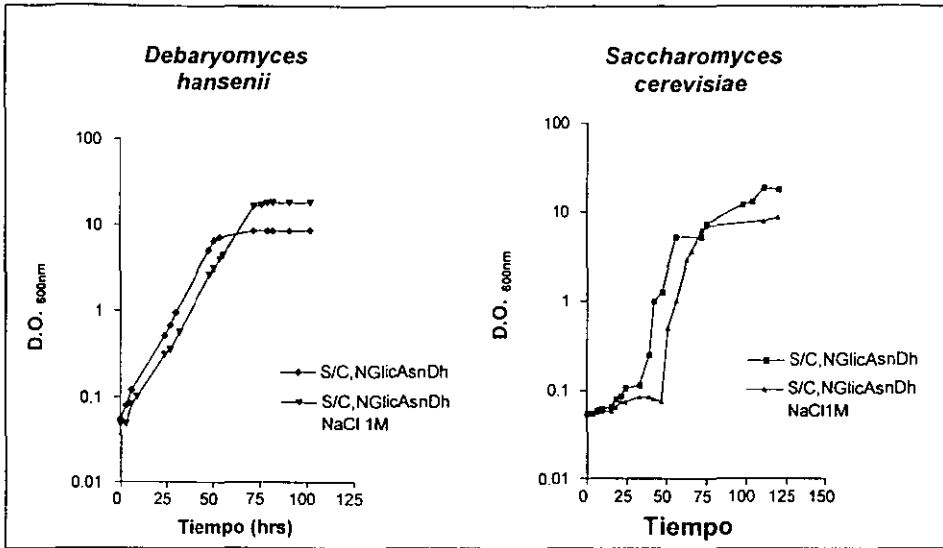 Debaryomyces
hansenii
100
10
1
0.1
0.01
D.O. 600nm
0 25 50 75 100 125
Tiempo (hrs)
S/C,NGlicAsnDh
S/C,NGlicAsnDh
NaCl 1M
Saccharomyces
cerevisiae
100
10
1
0.1
0.01
D.O. 600nm
0 25 50 75 100 150
Tiempo
S/C,NGlicAsnDh
S/C,NGlicAsnDh
NaCl1M